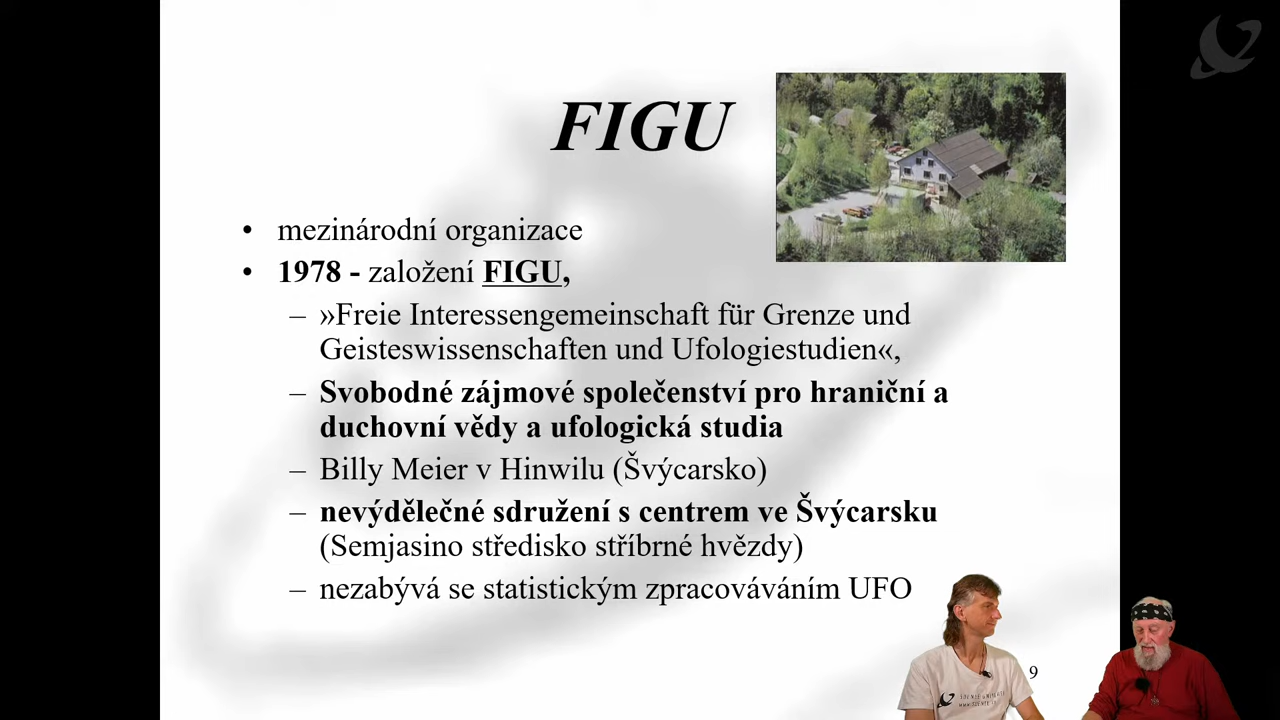 FIGU
• mezinárodní organizace
• 1978 - založení FIGU,
– »Freie Interessengemeinschaft für Grenze und
Geisteswissenschaften und Ufologiestudien«,
– Svobodné zájmové společenství pro hraniční a
duchovní vědy a ufologická studia
– Billy Meier v Hinwilu (Švýcarsko)
– nevýdělečné sdružení s centrem ve Švýcarsku
(Semjasino středisko stříbrné hvězdy)
– nezabývá se statistickým zpracováváním UFO
9